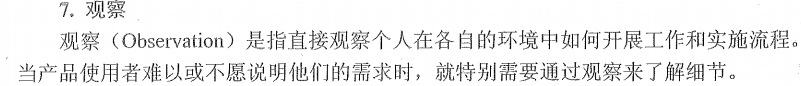 7. 观察
观察（Observation）是指直接观察个人在各自的环境中如何开展工作和实施流程。
当产品使用者难以或不愿说明他们的需求时，就特别需要通过观察来了解细节。